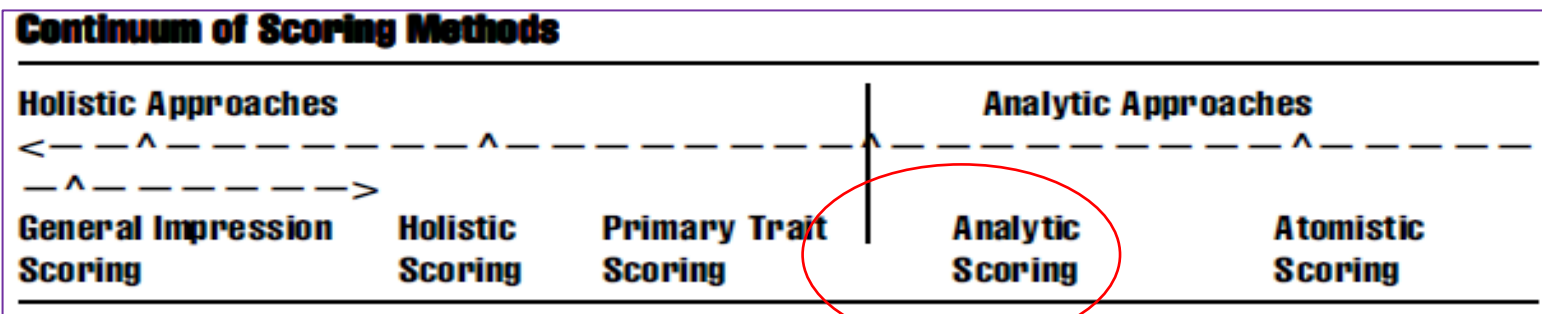 Continuum of Scoring Methods
Holistic Approaches Analytic Approaches
<— — ^ — — — — — — — ^ — — — — — — — — ^ — — — — — — — — — ^ — — — — —
— ^ — — — — — — >
General Impression Holistic Primary Trait Analytic Atomistic
Scoring Scoring Scoring Scoring Scoring